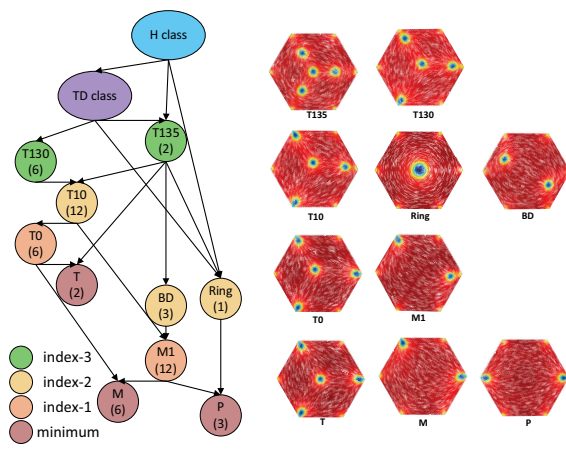 H class
TD class
T135
(2)
T130
(6)
T10
(12)
T0
(6)
T
(2)
BD
(3)
Ring
(1)
M1
(12)
M
(6)
P
(3)
index-3
index-2
index-1
minimum
T135
T130
T10
Ring
BD
T0
M1
T
M
P